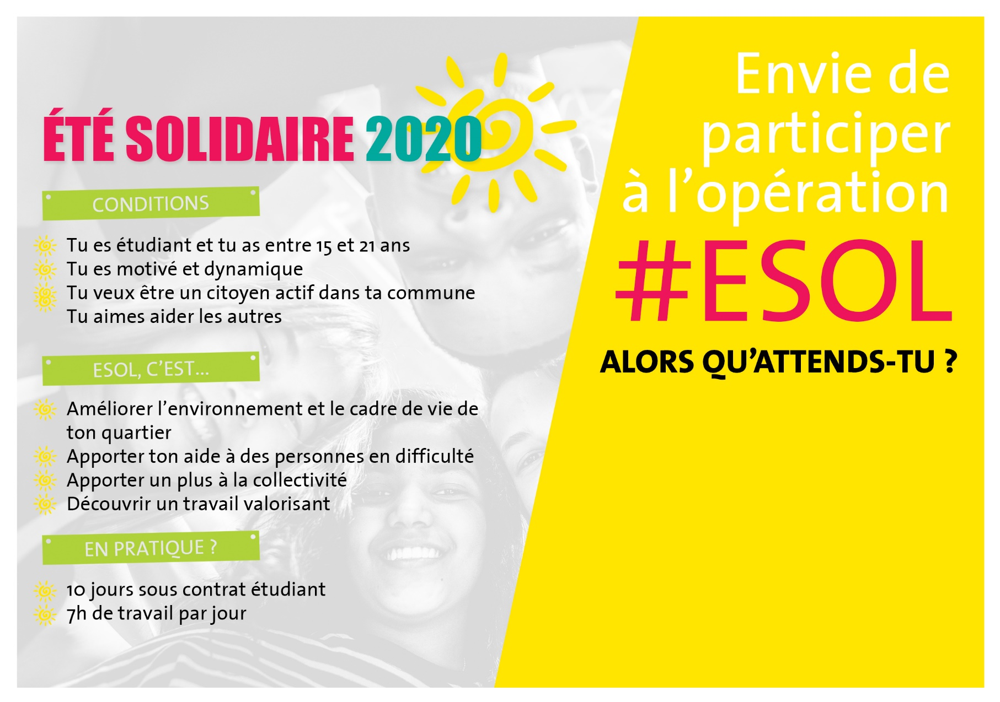 ÉTÉ SOLIDAIRE 2020
CONDITIONS
Tu es étudiant et tu as entre 15 et 21 ans
Tu es motivé et dynamique
Tu veux être un citoyen actif dans ta commune
Tu aimes aider les autres
ESOL, C’EST...
Améliorer l’environnement et le cadre de vie de
ton quartier
Apporter ton aide à des personnes en difficulté
Apporter un plus à la collectivité
Découvrir un travail valorisant
EN PRATIQUE ?
10 jours sous contrat étudiant
7h de travail par jour
Envie de
participer
à l’opération
#ESOL
ALORS QU’ATTENDS-TU ?